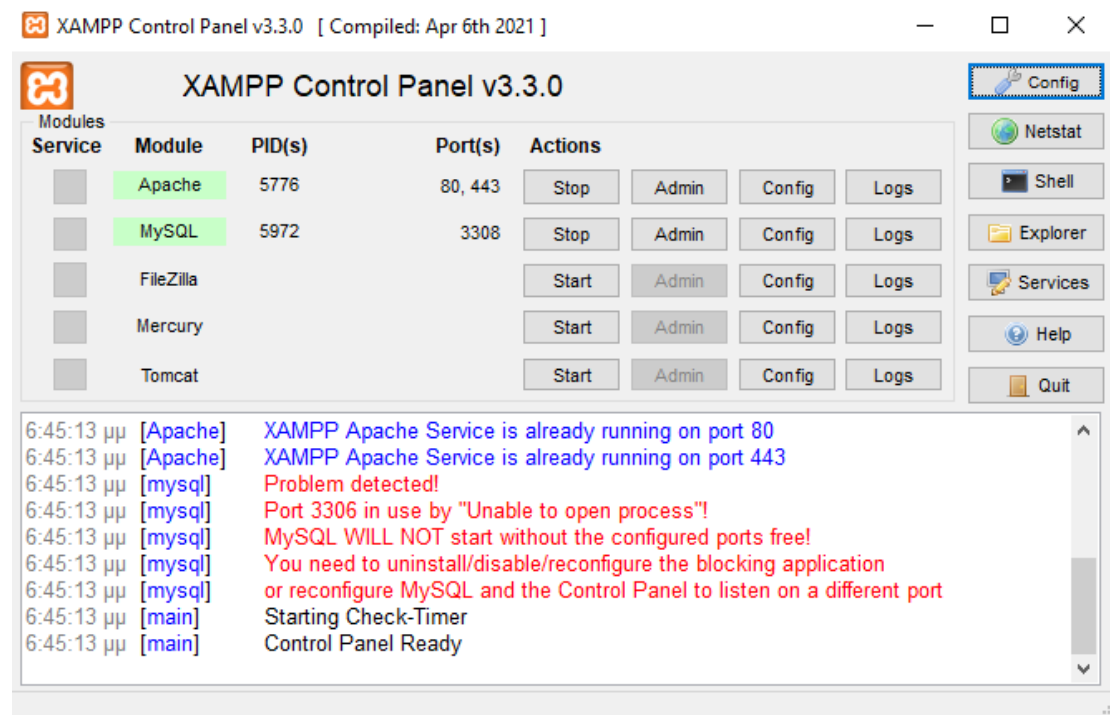 XAMPP Control Panel v3.3.0 [ Compiled: Apr 6th 2021 ]
XAMPP Control Panel v3.3.0
Config
Modules
Service Module PID(s) Port(s) Actions
Netstat
Apache 5776 80, 443 Stop Admin Config Logs
Shell
MySQL 5972 3308 Stop Admin Config Logs
Explorer
FileZilla Start Admin Config Logs
Services
Mercury Start Admin Config Logs
Help
Tomcat Start Admin Config Logs
Quit
6:45:13 μμ [Apache] XAMPP Apache Service is already running on port 80
6:45:13 μμ [Apache] XAMPP Apache Service is already running on port 443
6:45:13 μμ [mysql] Problem detected!
6:45:13 μμ [mysql] Port 3306 in use by "Unable to open process"!
6:45:13 μμ [mysql] MySQL WILL NOT start without the configured ports free!
6:45:13 μμ [mysql] You need to uninstall/disable/reconfigure the blocking application
6:45:13 μμ [mysql] or reconfigure MySQL and the Control Panel to listen on a different port
6:45:13 μμ [main] Starting Check-Timer
6:45:13 μμ [main] Control Panel Ready